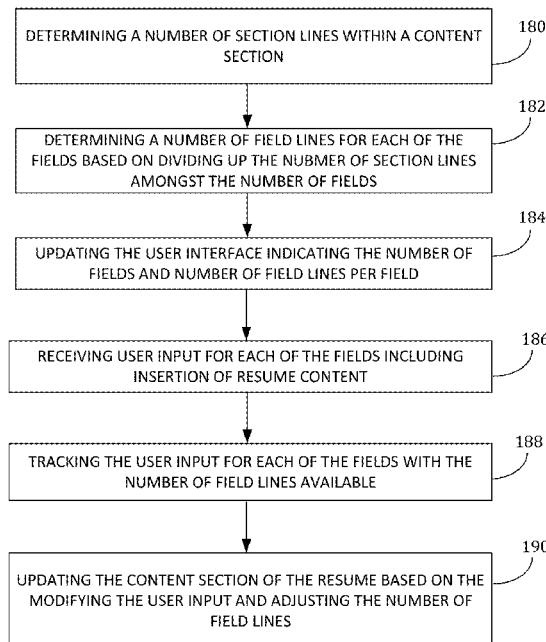 DETERMINING A NUMBER OF SECTION LINES WITHIN A CONTENT
SECTION
180
DETERMINING A NUMBER OF FIELD LINES FOR EACH OF THE
FIELDS BASED ON DIVIDING UP THE NUBMER OF SECTION LINES
AMONGST THE NUMBER OF FIELDS
182
UPDATING THE USER INTERFACE INDICATING THE NUMBER OF
FIELDS AND NUMBER OF FIELD LINES PER FIELD
184
RECEIVING USER INPUT FOR EACH OF THE FIELDS INCLUDING
INSERTION OF RESUME CONTENT
186
TRACKING THE USER INPUT FOR EACH OF THE FIELDS WITH THE
NUMBER OF FIELD LINES AVAILABLE
188
UPDATING THE CONTENT SECTION OF THE RESUME BASED ON THE
MODIFYING THE USER INPUT AND ADJUSTING THE NUMBER OF
FIELD LINES
190